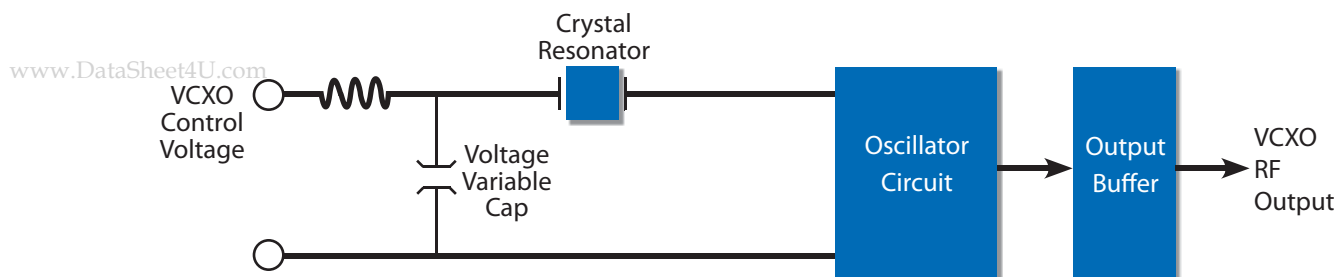 Crystal
Resonator
www.DataSheet4U.com
VCXO
Control
Voltage
Voltage
Variable
Cap
Oscillator
Circuit
Output
Buffer
VCXO
RF
Output